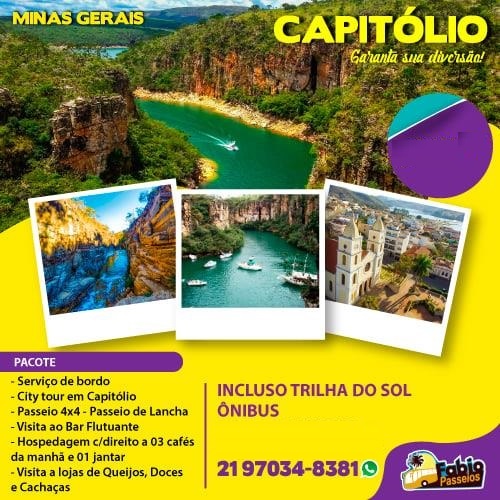 MINAS GERAIS
CAPITÓLIO
Garanta sua diversão!
PACOTE
- Serviço de bordo
- City tour em Capitólio
- Passeio 4x4 - Passeio de Lancha
- Visita ao Bar Flutuante
- Hospedagem c/direito a 03 cafés
da manhã e 01 jantar
- Visita a lojas de Queijos, Doces
e Cachaças
INCLUSO TRILHA DO SOL
ÔNIBUS
21 97034-8381
Fabio
Passeios